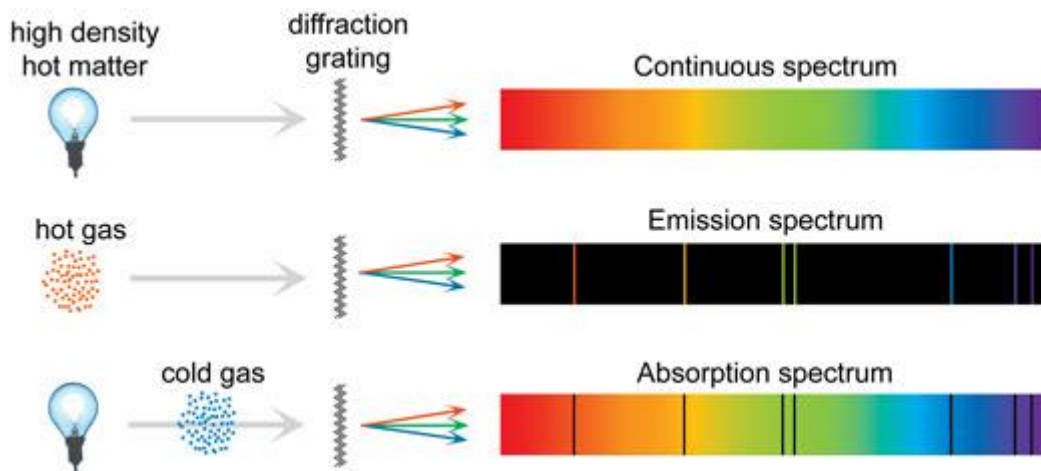 high density
hot matter
diffraction
grating
Continuous spectrum
hot gas
Emission spectrum
cold gas
Absorption spectrum